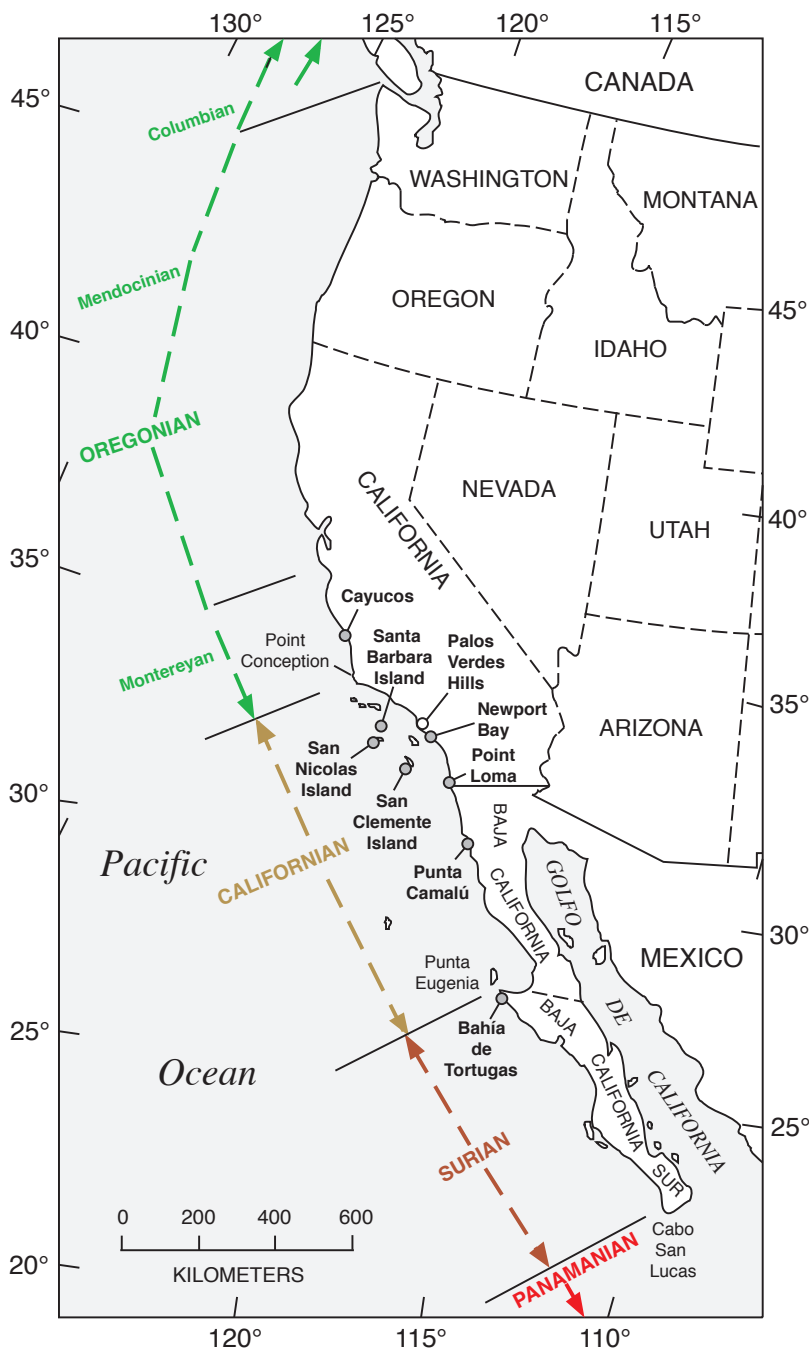 130°
125°
120°
115°
45°
40°
35°
30°
25°
20°
45°
40°
35°
30°
25°
120°
115°
110°
CANADA
WASHINGTON
MONTANA
OREGON
IDAHO
NEVADA
UTAH
CALIFORNIA
ARIZONA
MEXICO
Columbian
Mendocinian
OREGONIAN
Montereyan
CALIFORNIAN
SURIAN
PANAMANIAN
Cayucos
Point
Conception
Santa
Barbara
Island
Palos
Verdes
Hills
Newport
Bay
San
Nicolas
Island
San
Clemente
Island
Point
Loma
Punta
Camalú
Punta
Eugenia
Bahía
de
Tortugas
BAJA
CALIFORNIA
BAJA
CALIFORNIA
SUR
GOLFO
DE
CALIFORNIA
Cabo
San
Lucas
Pacific
Ocean
0 200 400 600
KILOMETERS